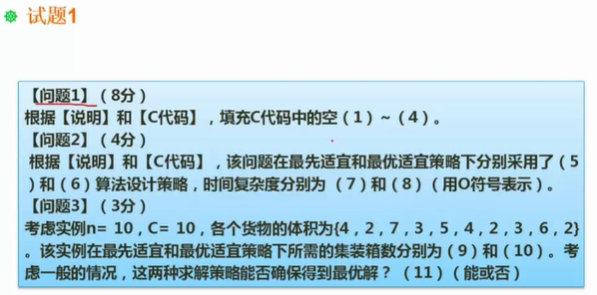 试题1
【问题1】（8分）
根据【说明】和【C代码】，填充C代码中的空（1）~（4）。
【问题2】（4分）
根据【说明】和【C代码】，该问题在最先适宜和最优适宜策略下分别采用了（5
）和（6）算法设计策略，时间复杂度分别为 （7）和（8）（用O符号表示）。
【问题3】（3分）
考虑实例n= 10，C= 10，各个货物的体积为{4，2，7，3，5，4，2，3，6，2}
。该实例在最先适宜和最优适宜策略下所需的集装箱数分别为（9）和（10）。考
虑一般的情况，这两种求解策略能否确保得到最优解？（11）（能或否）